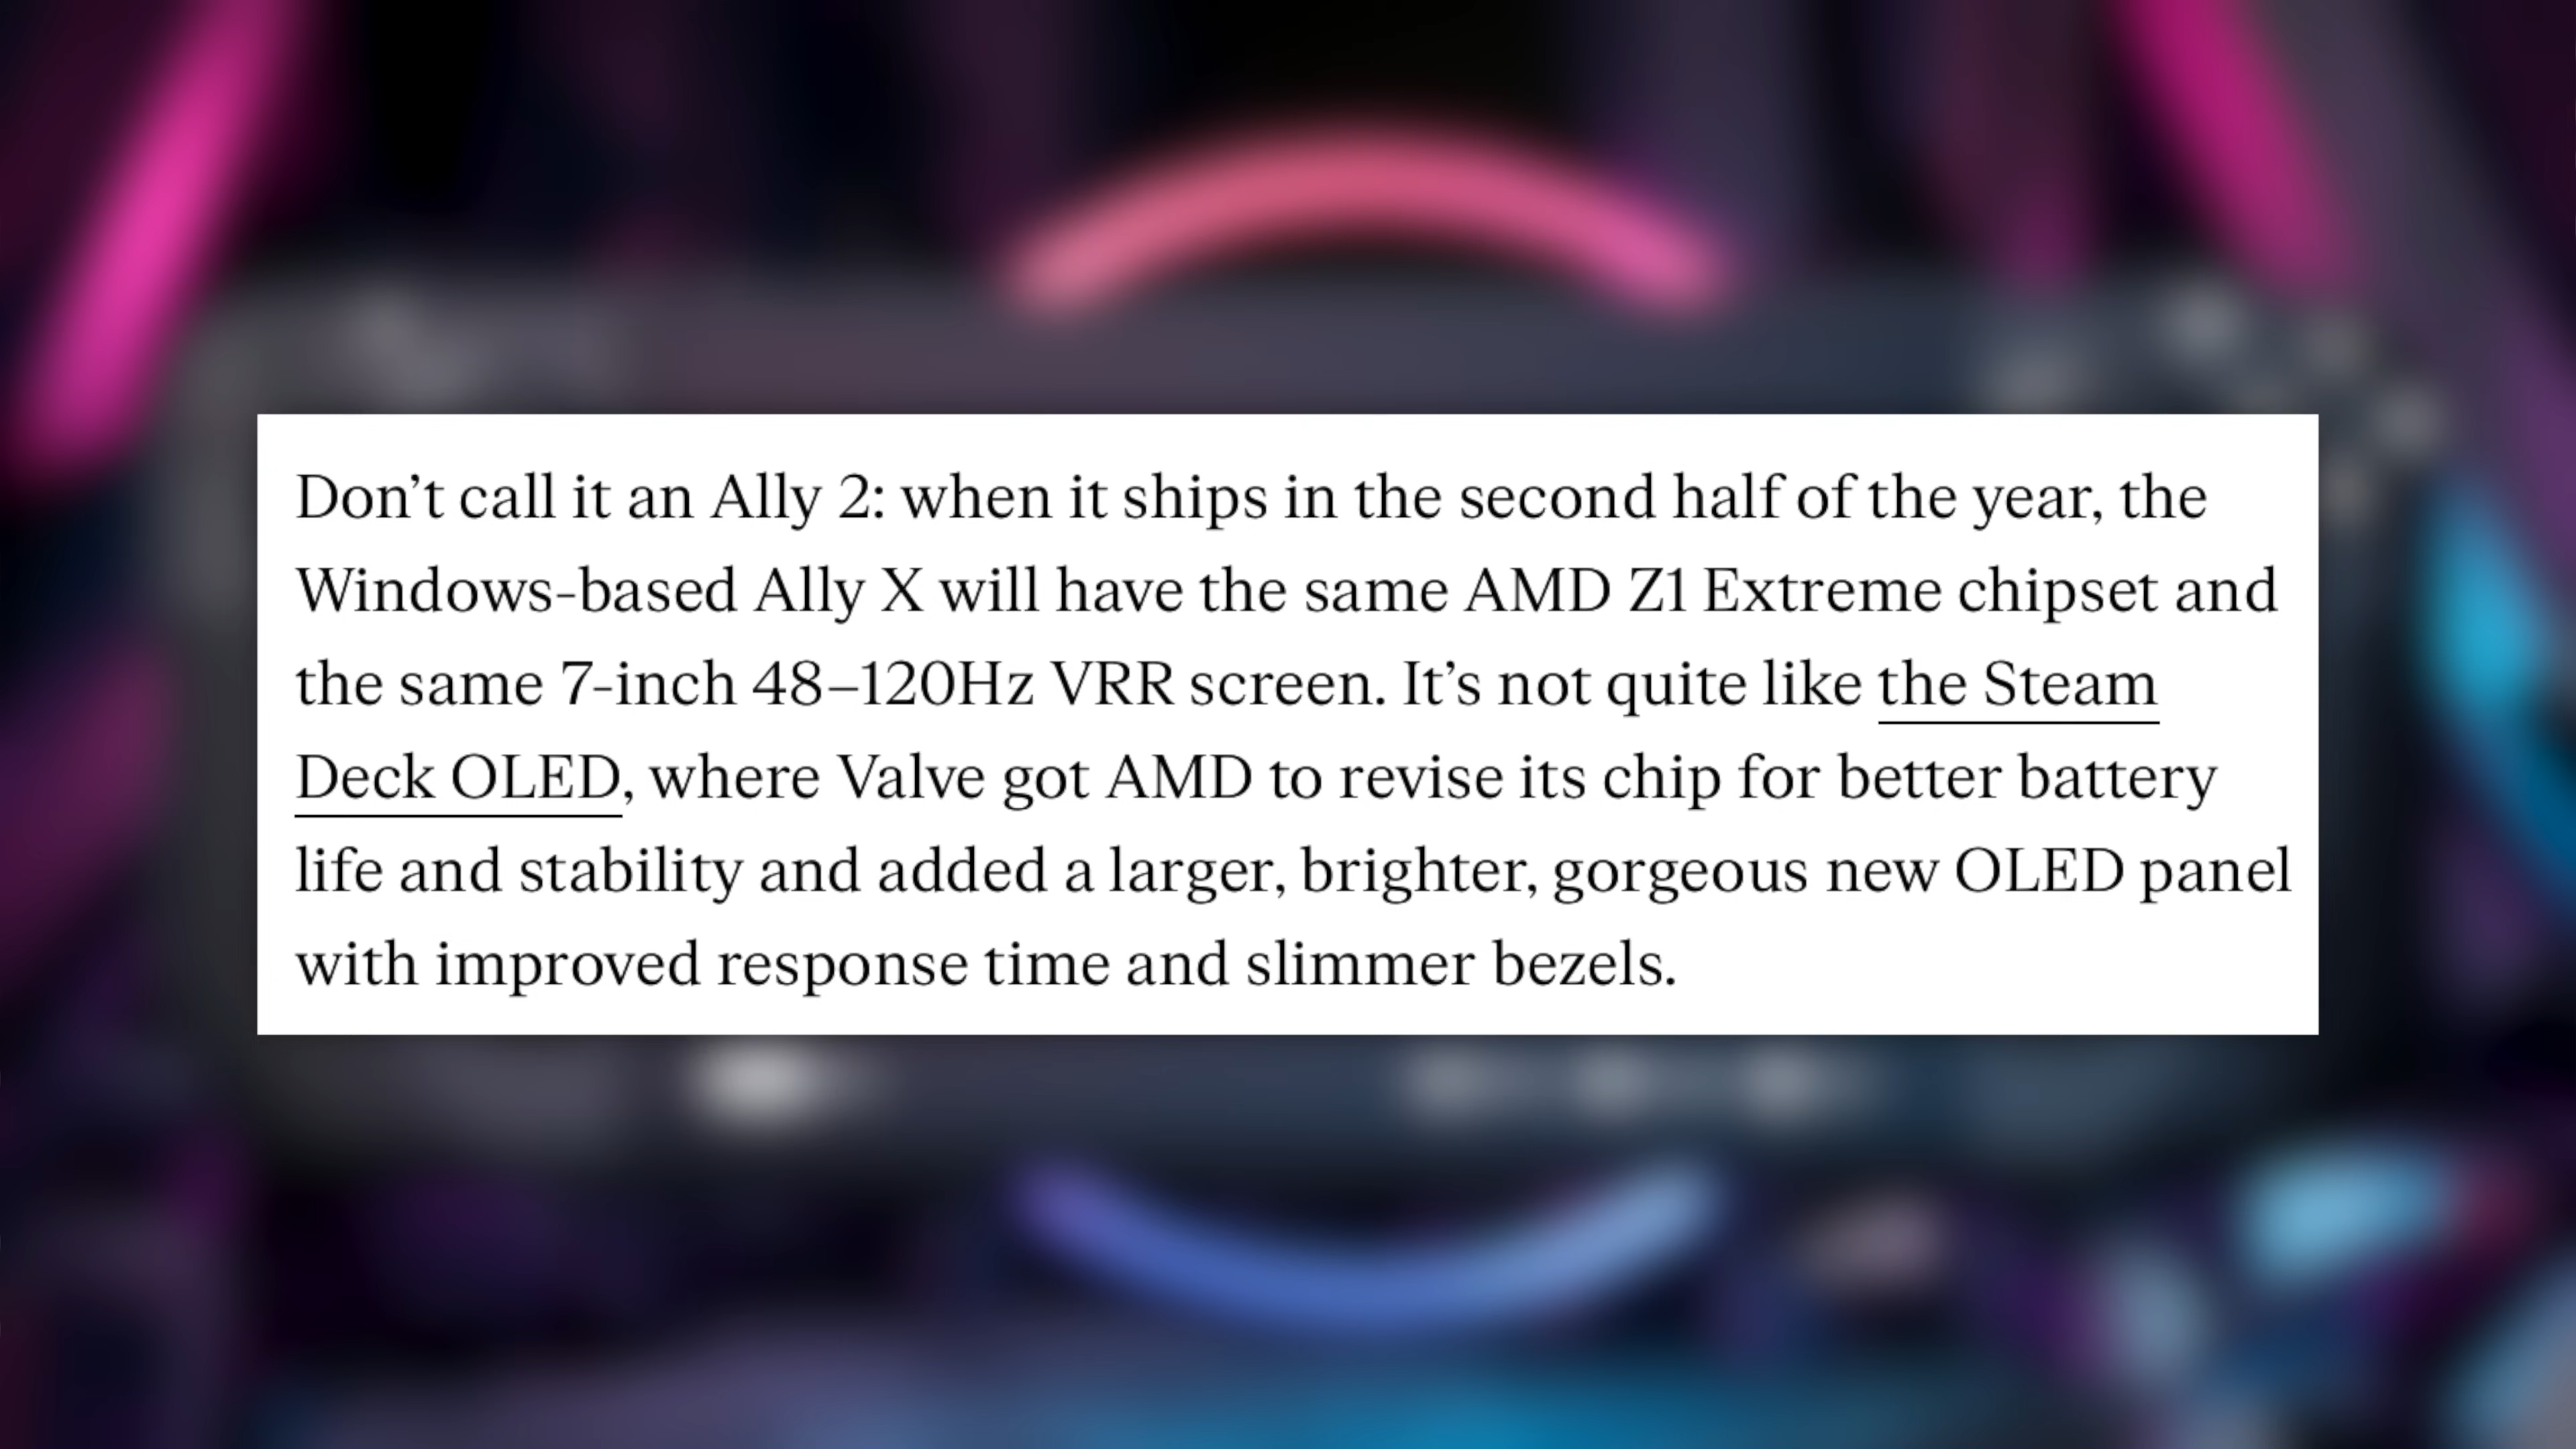 Don’t call it an Ally 2: when it ships in the second half of the year, the
Windows-based Ally X will have the same AMD Z1 Extreme chipset and
the same 7-inch 48–120Hz VRR screen. It’s not quite like the Steam
Deck OLED, where Valve got AMD to revise its chip for better battery
life and stability and added a larger, brighter, gorgeous new OLED panel
with improved response time and slimmer bezels.